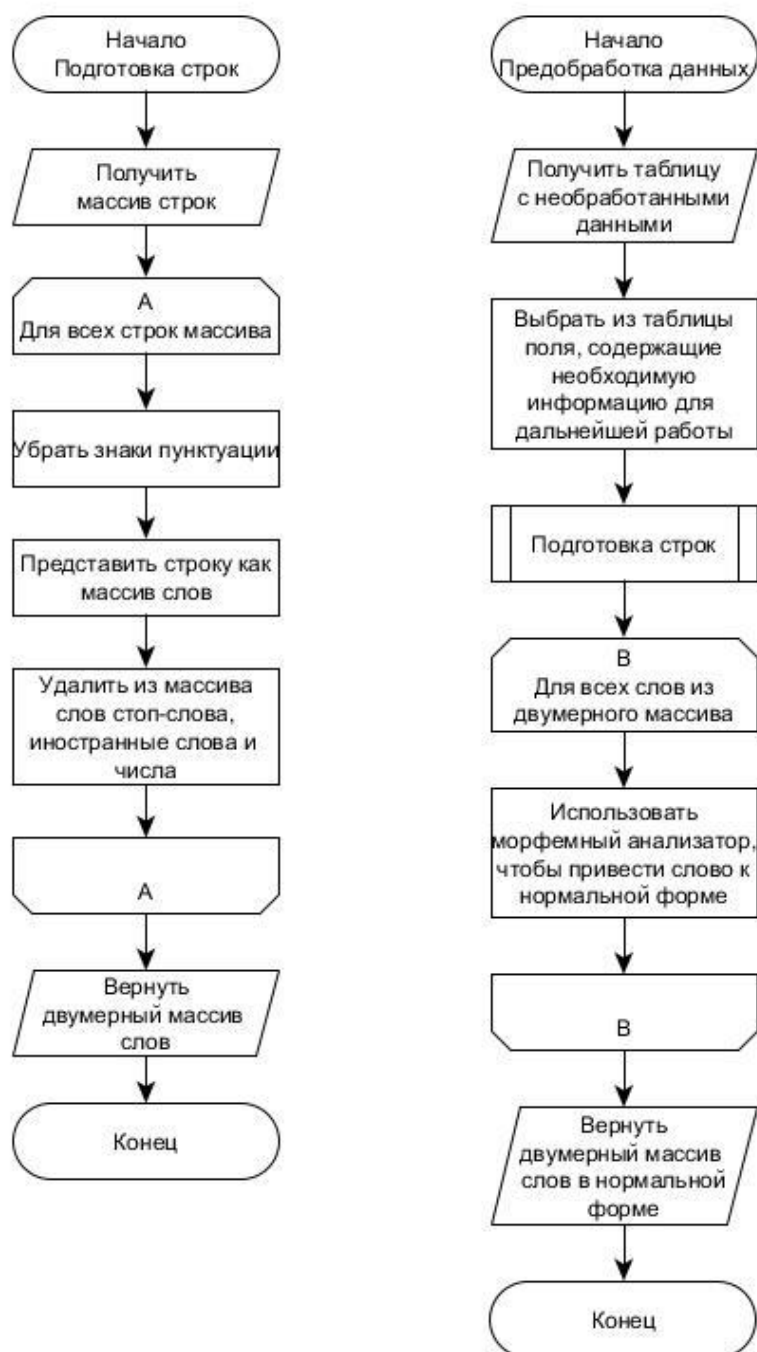 Начало
Подготовка строк
Получить
массив строк
A
Для всех строк массива
Убрать знаки пунктуации
Представить строку как
массив слов
Удалить из массива
слов стоп-слова,
иностранные слова и
числа
A
Вернуть
двумерный массив
слов
Конец
Начало
Предобработка данных
Получить таблицу
с необработанными
данными
Выбрать из таблицы
поля, содержащие
необходимую
информацию для
дальнейшей работы
Подготовка строк
B
Для всех слов из
двумерного массива
Использовать
морфемный анализатор,
чтобы привести слово к
нормальной форме
B
Вернуть
двумерный массив
слов в нормальной
форме
Конец